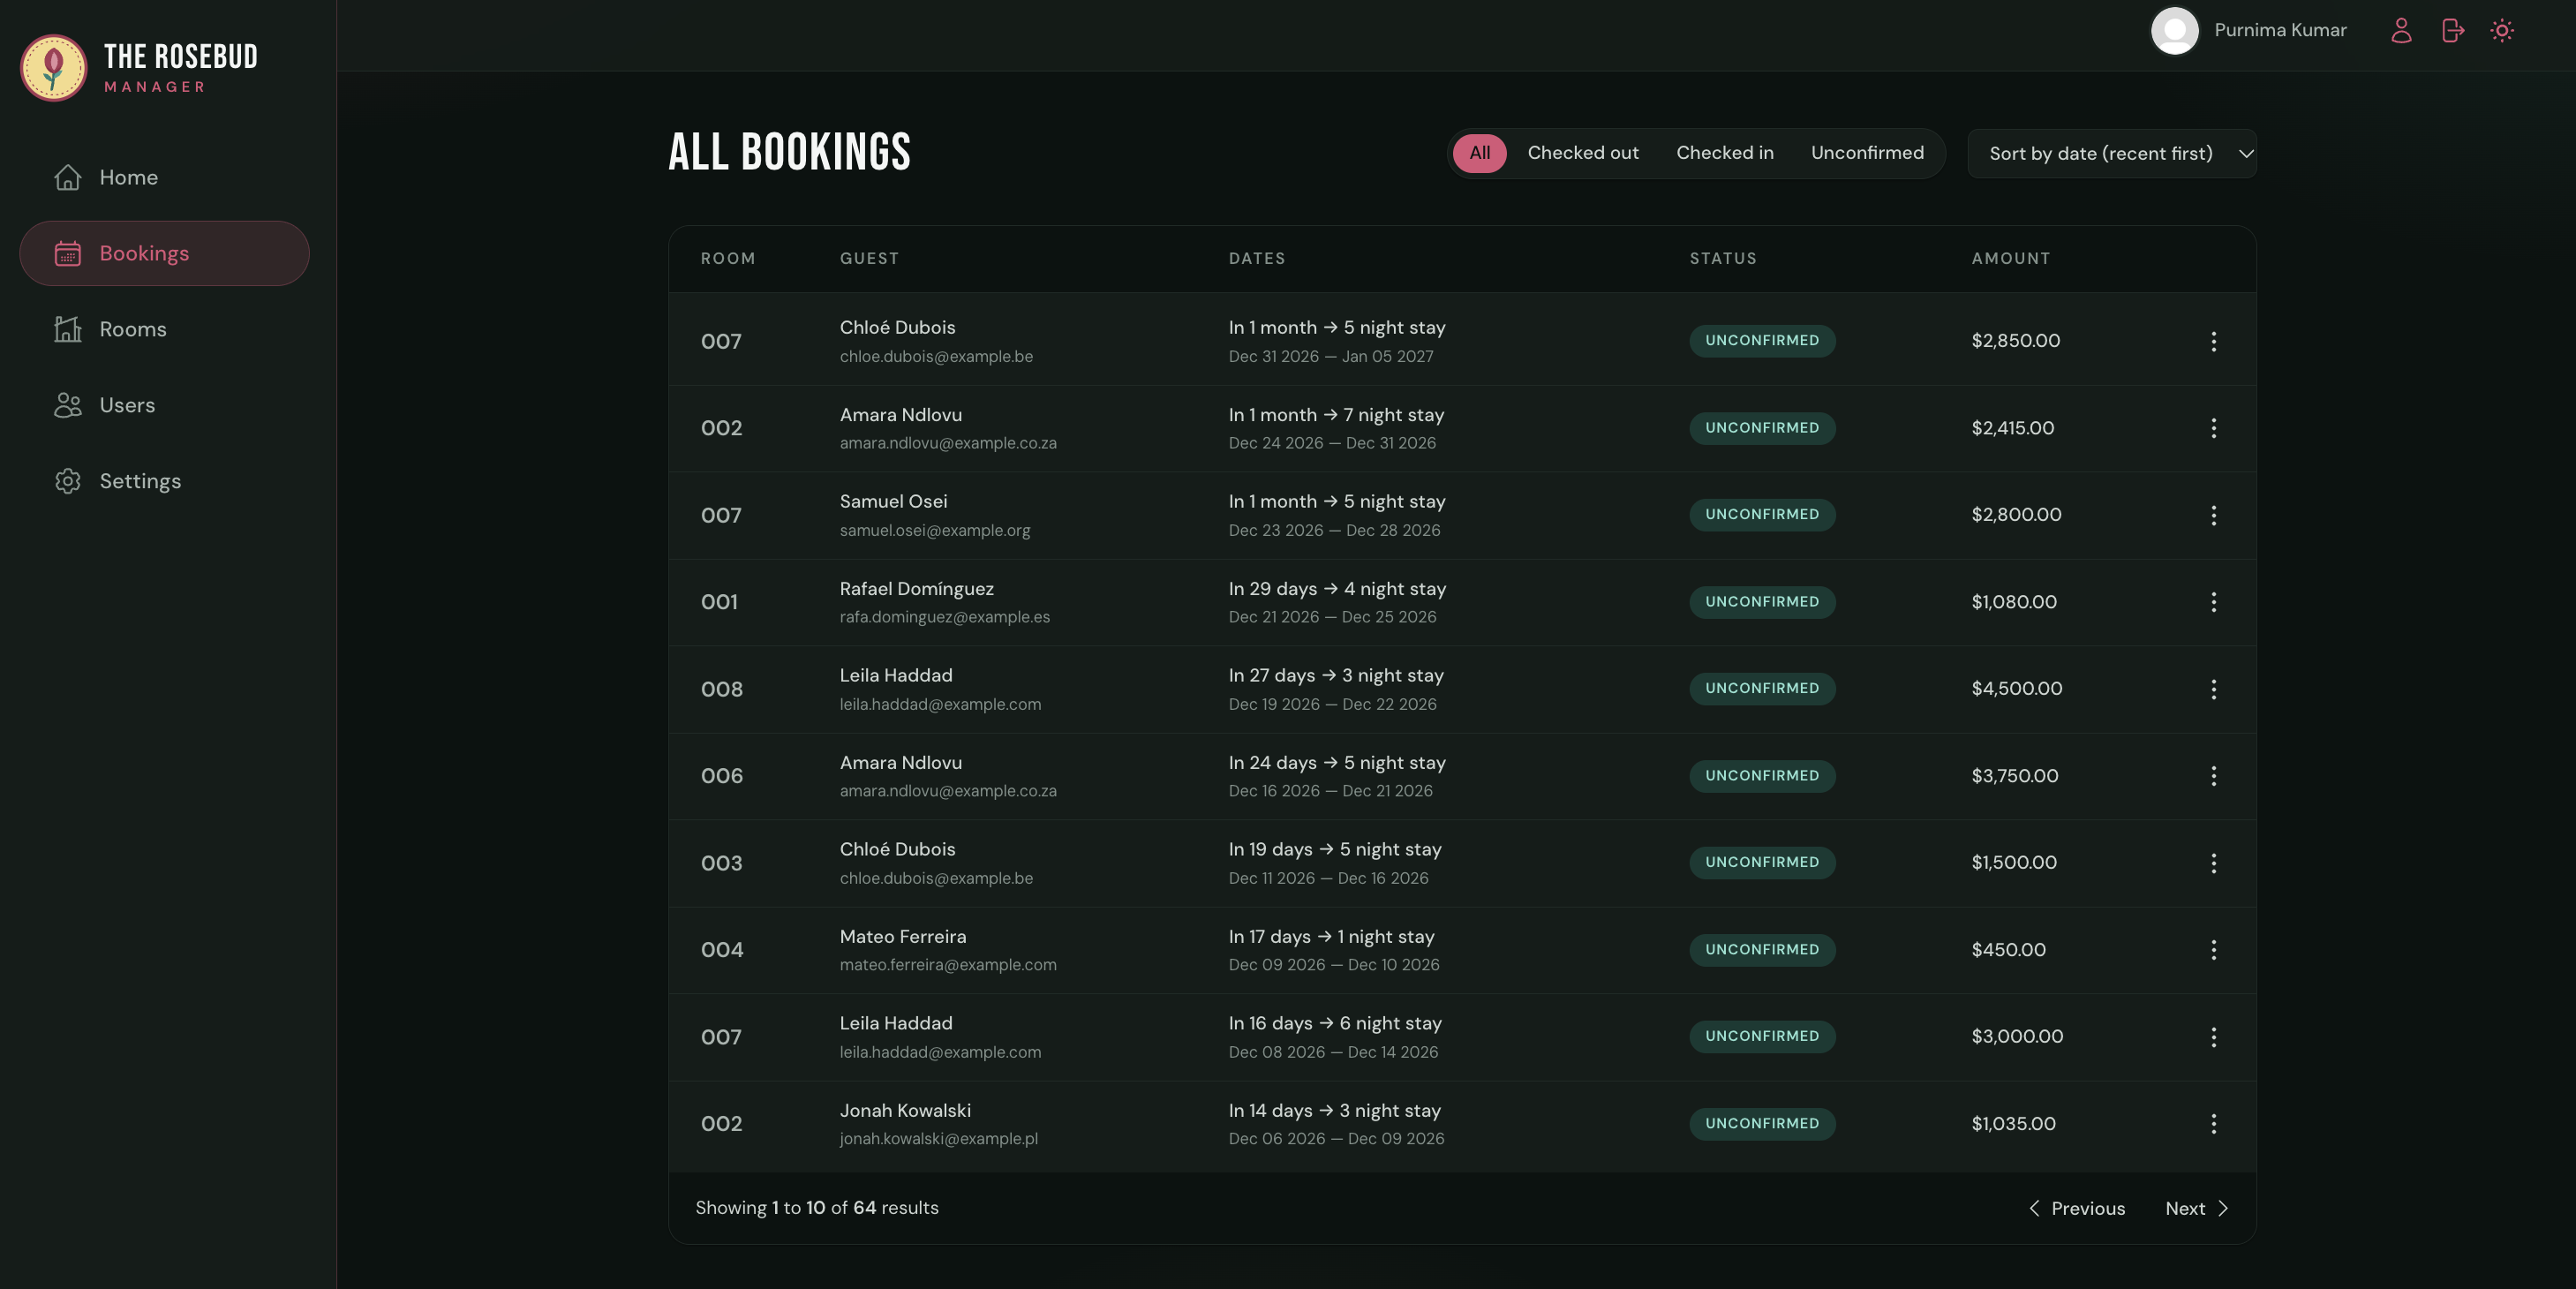 THE ROSEBUD
MANAGER
Home
Bookings
Rooms
Users
Settings
Purnima Kumar
ALL BOOKINGS
All Checked out Checked in Unconfirmed
Sort by date (recent first)
ROOM GUEST DATES STATUS AMOUNT
007 Chloé Dubois In 1 month → 5 night stay UNCONFIRMED $2,850.00
chloe.dubois@example.be Dec 31 2026 — Jan 05 2027
002 Amara Ndlovu In 1 month → 7 night stay UNCONFIRMED $2,415.00
amara.ndlovu@example.co.za Dec 24 2026 — Dec 31 2026
007 Samuel Osei In 1 month → 5 night stay UNCONFIRMED $2,800.00
samuel.osei@example.org Dec 23 2026 — Dec 28 2026
001 Rafael Domínguez In 29 days → 4 night stay UNCONFIRMED $1,080.00
rafa.dominguez@example.es Dec 21 2026 — Dec 25 2026
008 Leila Haddad In 27 days → 3 night stay UNCONFIRMED $4,500.00
leila.haddad@example.com Dec 19 2026 — Dec 22 2026
006 Amara Ndlovu In 24 days → 5 night stay UNCONFIRMED $3,750.00
amara.ndlovu@example.co.za Dec 16 2026 — Dec 21 2026
003 Chloé Dubois In 19 days → 5 night stay UNCONFIRMED $1,500.00
chloe.dubois@example.be Dec 11 2026 — Dec 16 2026
004 Mateo Ferreira In 17 days → 1 night stay UNCONFIRMED $450.00
mateo.ferreira@example.com Dec 09 2026 — Dec 10 2026
007 Leila Haddad In 16 days → 6 night stay UNCONFIRMED $3,000.00
leila.haddad@example.com Dec 08 2026 — Dec 14 2026
002 Jonah Kowalski In 14 days → 3 night stay UNCONFIRMED $1,035.00
jonah.kowalski@example.pl Dec 06 2026 — Dec 09 2026
Showing 1 to 10 of 64 results
Previous Next